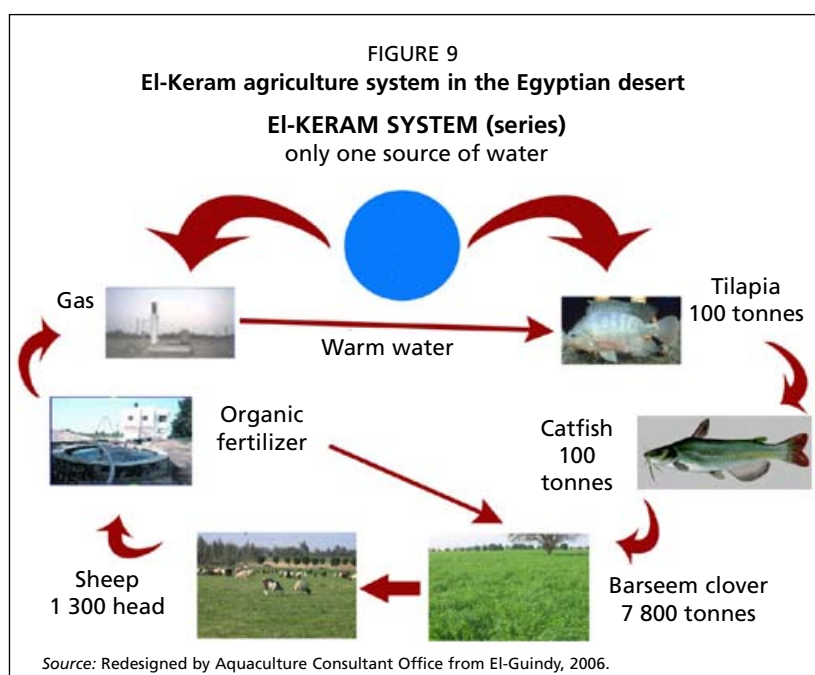 FIGURE 9
El-Keram agriculture system in the Egyptian desert
El-KERAM SYSTEM (series)
only one source of water
Gas
Warm water
Tilapia
100 tonnes
Organic
fertilizer
Catfish
100
tonnes
Sheep
1 300 head
Barseem clover
7 800 tonnes
Source: Redesigned by Aquaculture Consultant Office from El-Guindy, 2006.